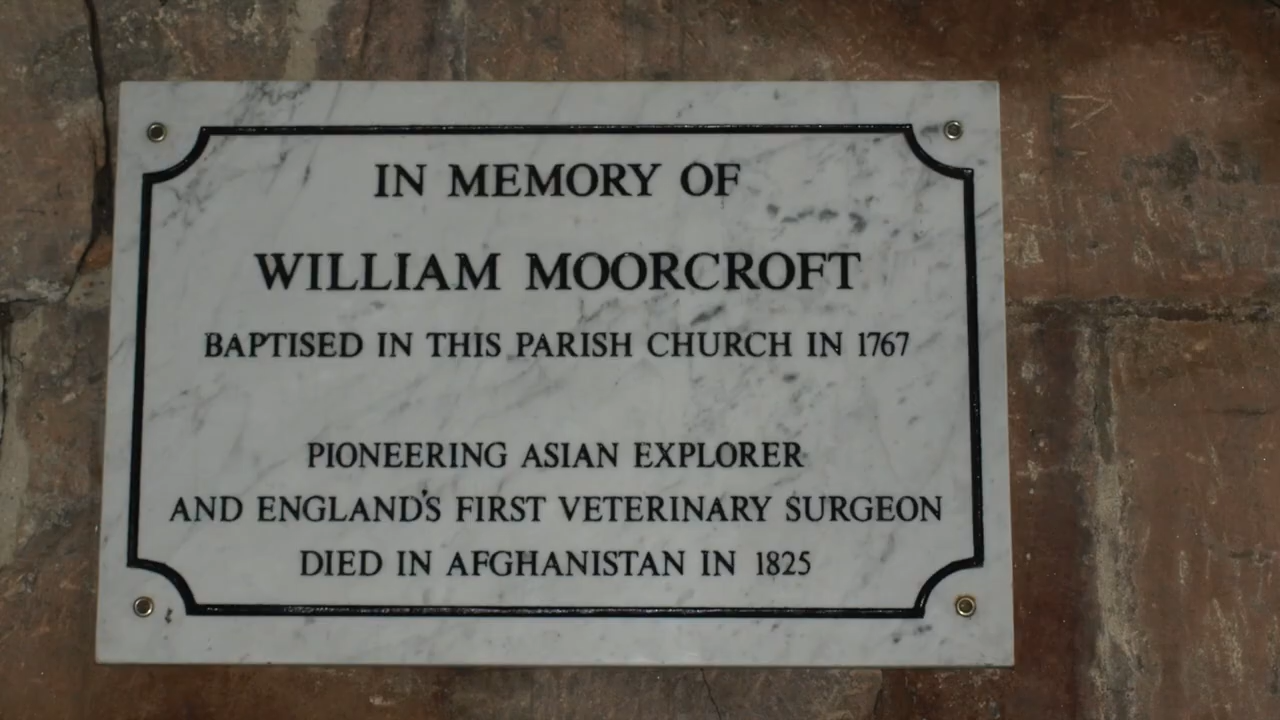 IN MEMORY OF
WILLIAM MOORCROFT
BAPTISED IN THIS PARISH CHURCH IN 1767
PIONEERING ASIAN EXPLORER
AND ENGLAND'S FIRST VETERINARY SURGEON
DIED IN AFGHANISTAN IN 1825